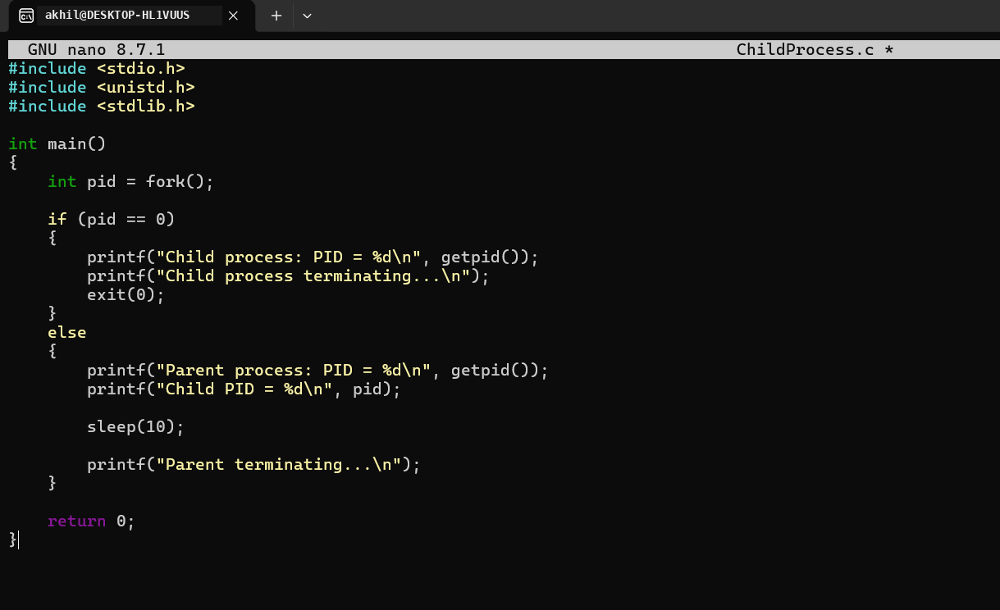 akhil@DESKTOP-HL1VUUS
GNU nano 8.7.1 ChildProcess.c *
#include <stdio.h>
#include <unistd.h>
#include <stdlib.h>

int main()
{
    int pid = fork();

    if (pid == 0)
    {
        printf("Child process: PID = %d\n", getpid());
        printf("Child process terminating...\n");
        exit(0);
    }
    else
    {
        printf("Parent process: PID = %d\n", getpid());
        printf("Child PID = %d\n", pid);

        sleep(10);

        printf("Parent terminating...\n");
    }

    return 0;
}